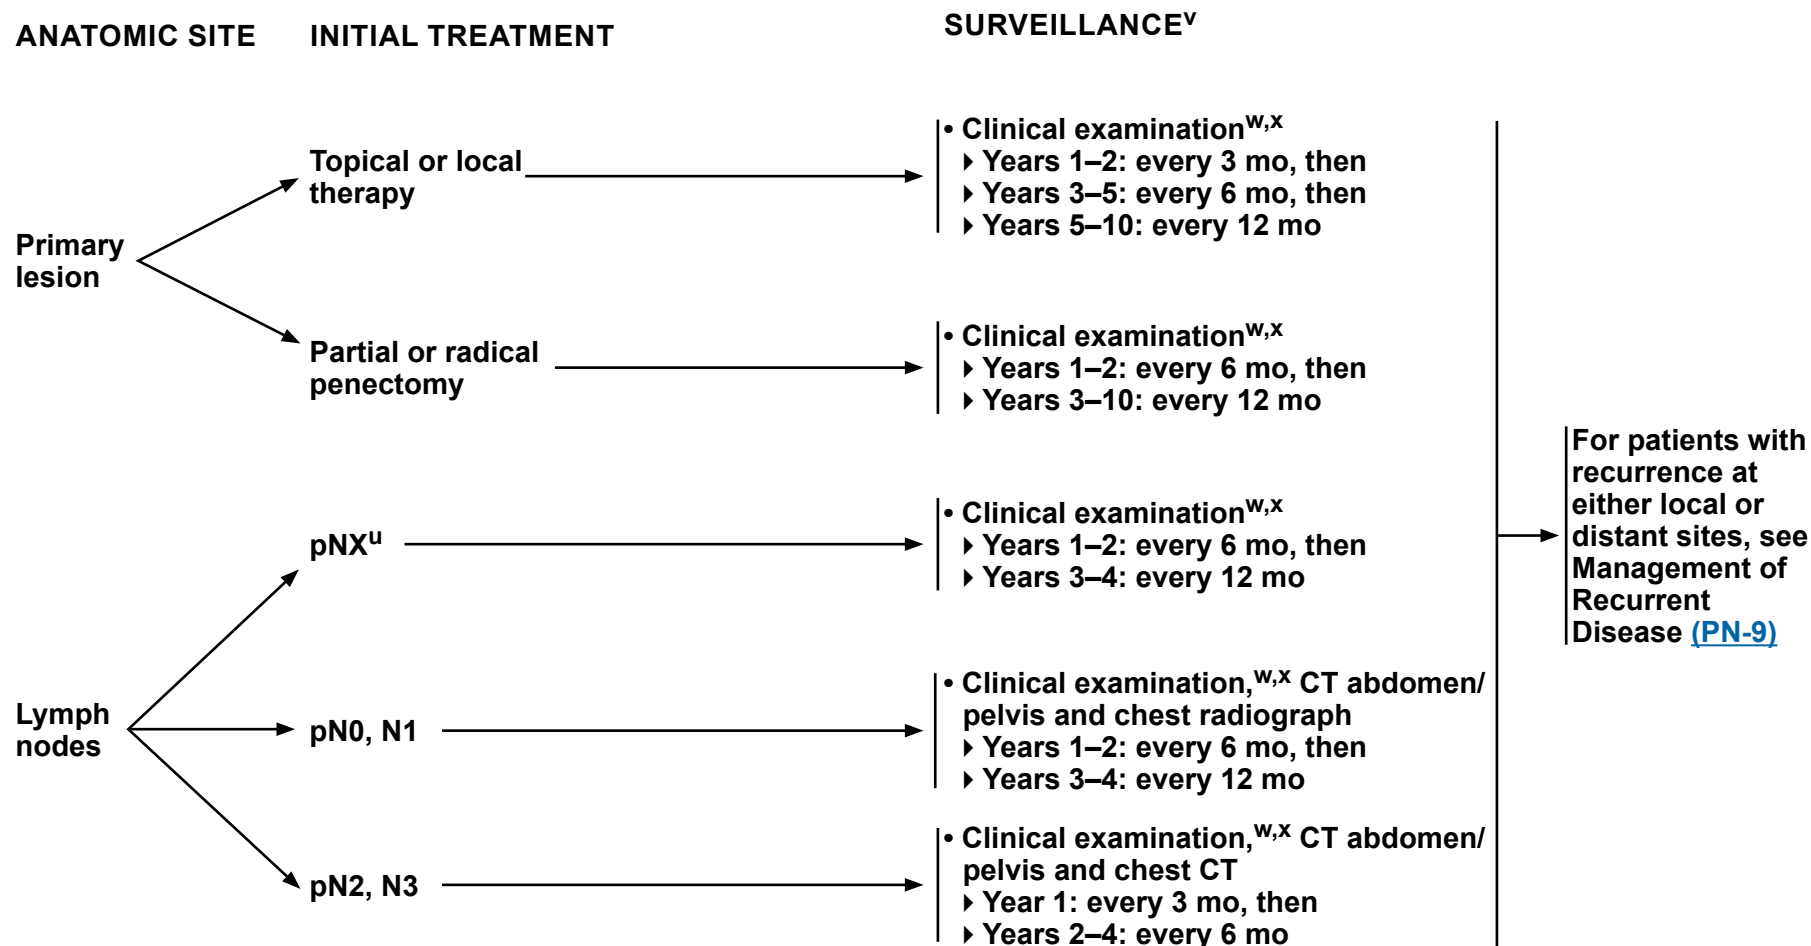 ANATOMIC SITE
INITIAL TREATMENT
SURVEILLANCEv
Primary
lesion
Topical or local
therapy
• Clinical examinationw,x
▸ Years 1–2: every 3 mo, then
▸ Years 3–5: every 6 mo, then
▸ Years 5–10: every 12 mo
Partial or radical
penectomy
• Clinical examinationw,x
▸ Years 1–2: every 6 mo, then
▸ Years 3–10: every 12 mo
Lymph
nodes
pNXu
• Clinical examinationw,x
▸ Years 1–2: every 6 mo, then
▸ Years 3–4: every 12 mo
pN0, N1
• Clinical examination,w,x CT abdomen/
pelvis and chest radiograph
▸ Years 1–2: every 6 mo, then
▸ Years 3–4: every 12 mo
pN2, N3
• Clinical examination,w,x CT abdomen/
pelvis and chest CT
▸ Year 1: every 3 mo, then
▸ Years 2–4: every 6 mo
For patients with
recurrence at
either local or
distant sites, see
Management of
Recurrent
Disease (PN-9)